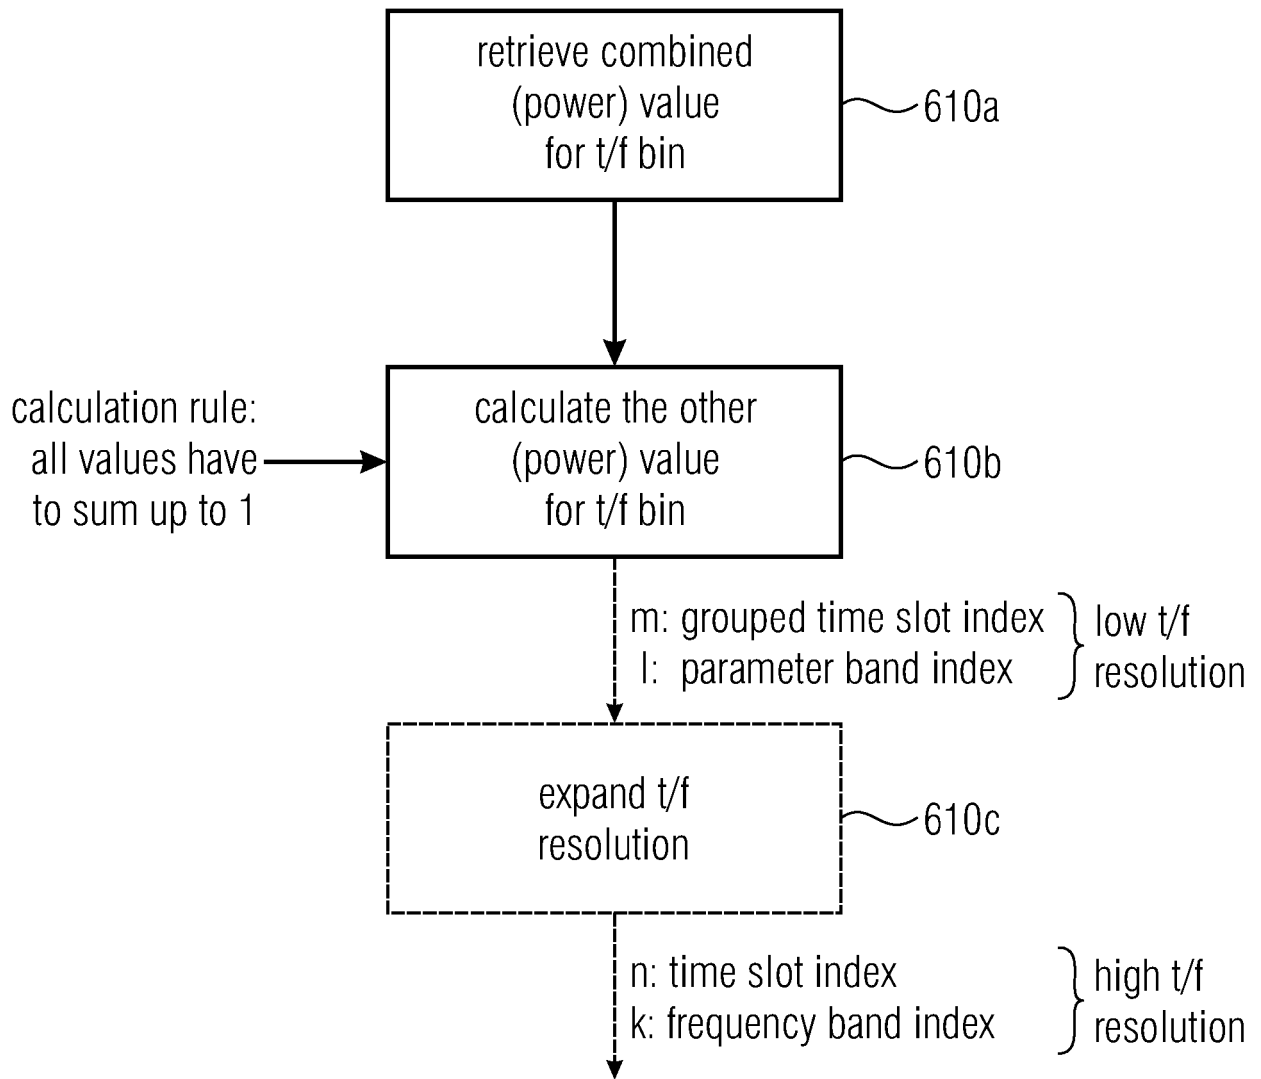 retrieve combined
(power) value
for t/f bin
610a
calculation rule:
all values have
to sum up to 1
calculate the other
(power) value
for t/f bin
610b
m: grouped time slot index
l: parameter band index
low t/f
resolution
expand t/f
resolution
610c
n: time slot index
k: frequency band index
high t/f
resolution